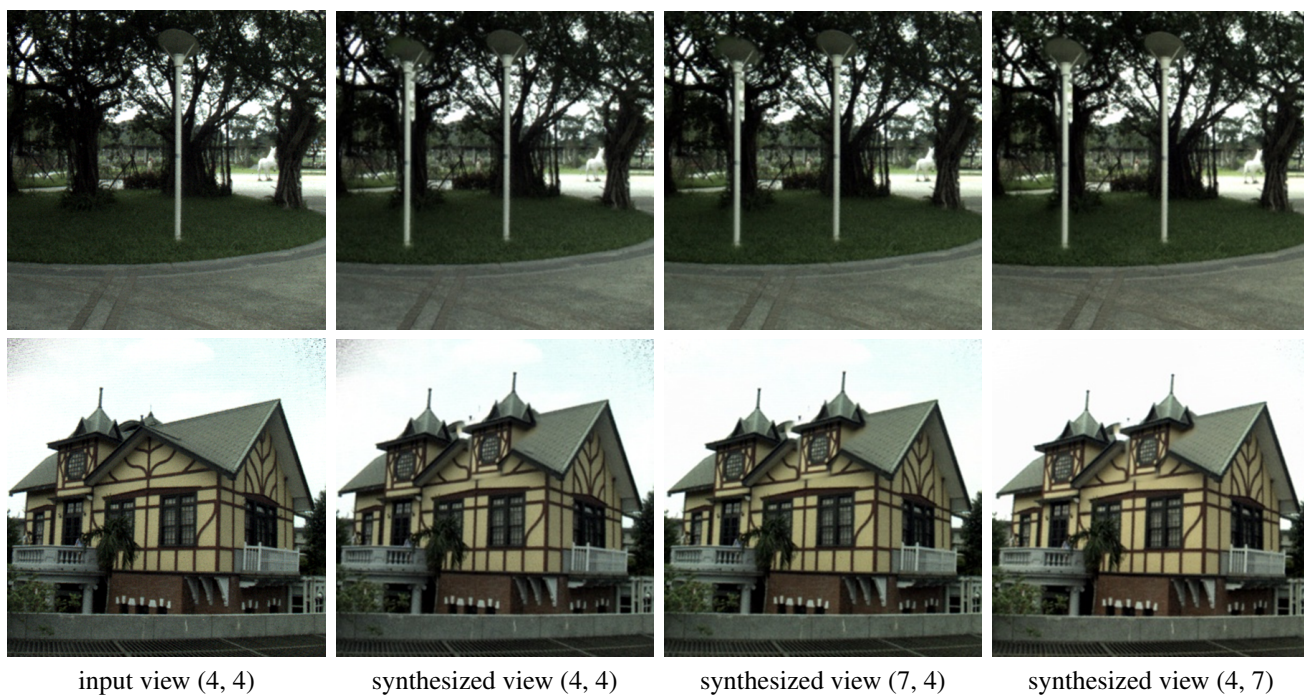 input view (4, 4)
synthesized view (4, 4)
synthesized view (7, 4)
synthesized view (4, 7)